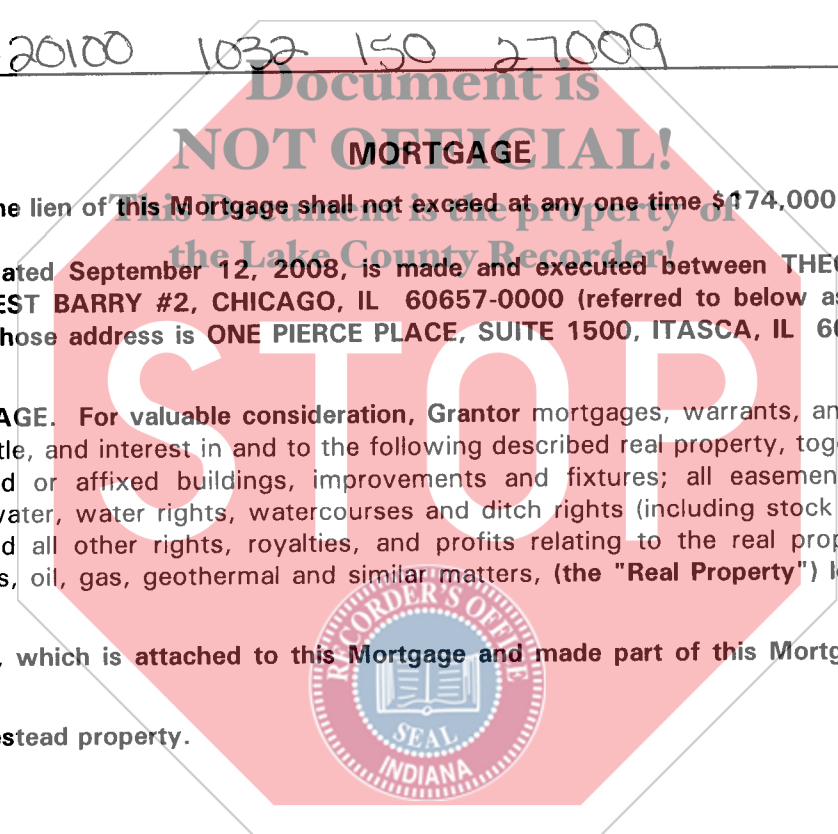 20100 1032 150 27009
Document is
NOT OFFICIAL!
MORTGAGE
This Document is the property of
ne lien of this Mortgage shall not exceed at any one time $174,000
the Lake County Recorder!
ated September 12, 2008, is made and executed between THEO
EST BARRY #2, CHICAGO, IL 60657-0000 (referred to below as
hose address is ONE PIERCE PLACE, SUITE 1500, ITASCA, IL 60
STOP
AGE. For valuable consideration, Grantor mortgages, warrants, an
tle, and interest in and to the following described real property, tog
d or affixed buildings, improvements and fixtures; all easemen
vater, water rights, watercourses and ditch rights (including stock
d all other rights, royalties, and profits relating to the real prop
s, oil, gas, geothermal and similar matters, (the "Real Property") l
RECORDER'S OFFICE
, which is attached to this Mortgage and made part of this Mortg
SEAL
estead property.
INDIANA